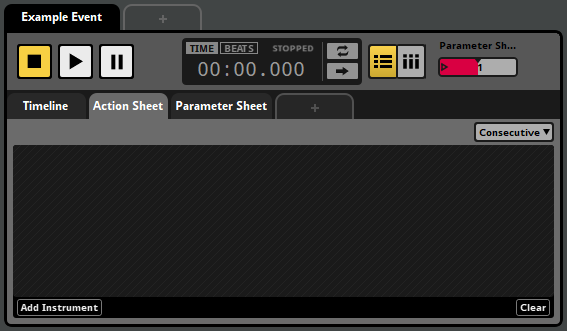 Example Event
+
TIME BEATS STOPPED
00:00.000
Parameter Sh...
1
Timeline Action Sheet Parameter Sheet +
Consecutive
Add Instrument Clear